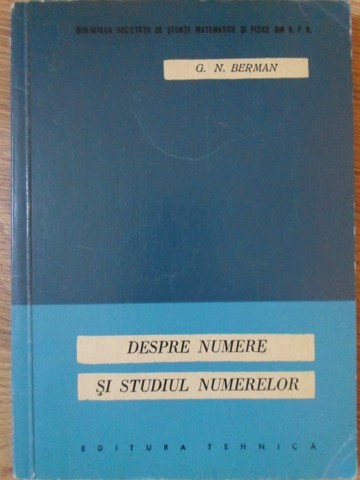 BIBLIOTECA SOCIETĂȚII DE ȘTIINȚE MATEMATICE ȘI FIZICE DIN R. P. R.
G. N. BERMAN
DESPRE NUMERE
ȘI STUDIUL NUMERELOR
EDITURA TEHNICĂ